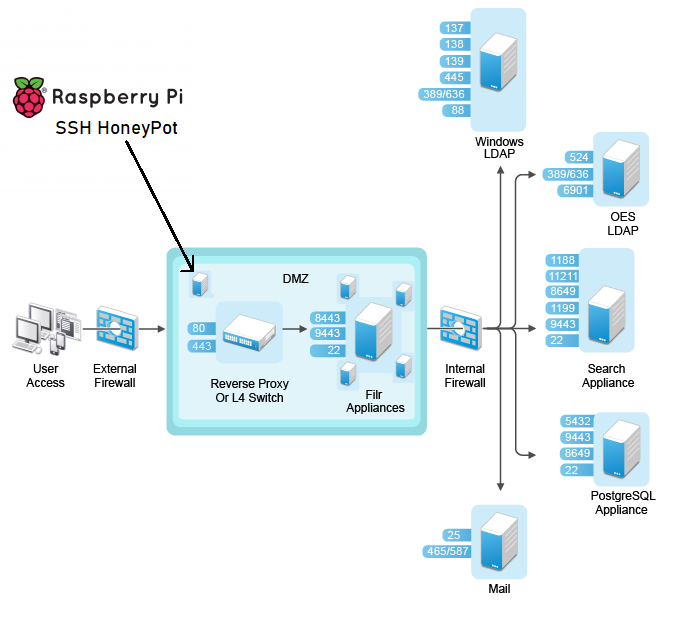 Raspberry Pi
®
SSH HoneyPot
137
138
139
445
389/636
88
Windows
LDAP
524
389/636
6901
OES
LDAP
DMZ
User
Access
External
Firewall
80
443
Reverse Proxy
Or L4 Switch
8443
9443
22
Filr
Appliances
Internal
Firewall
1188
11211
8649
1199
9443
22
Search
Appliance
5432
9443
8649
22
PostgreSQL
Appliance
25
465/587
Mail